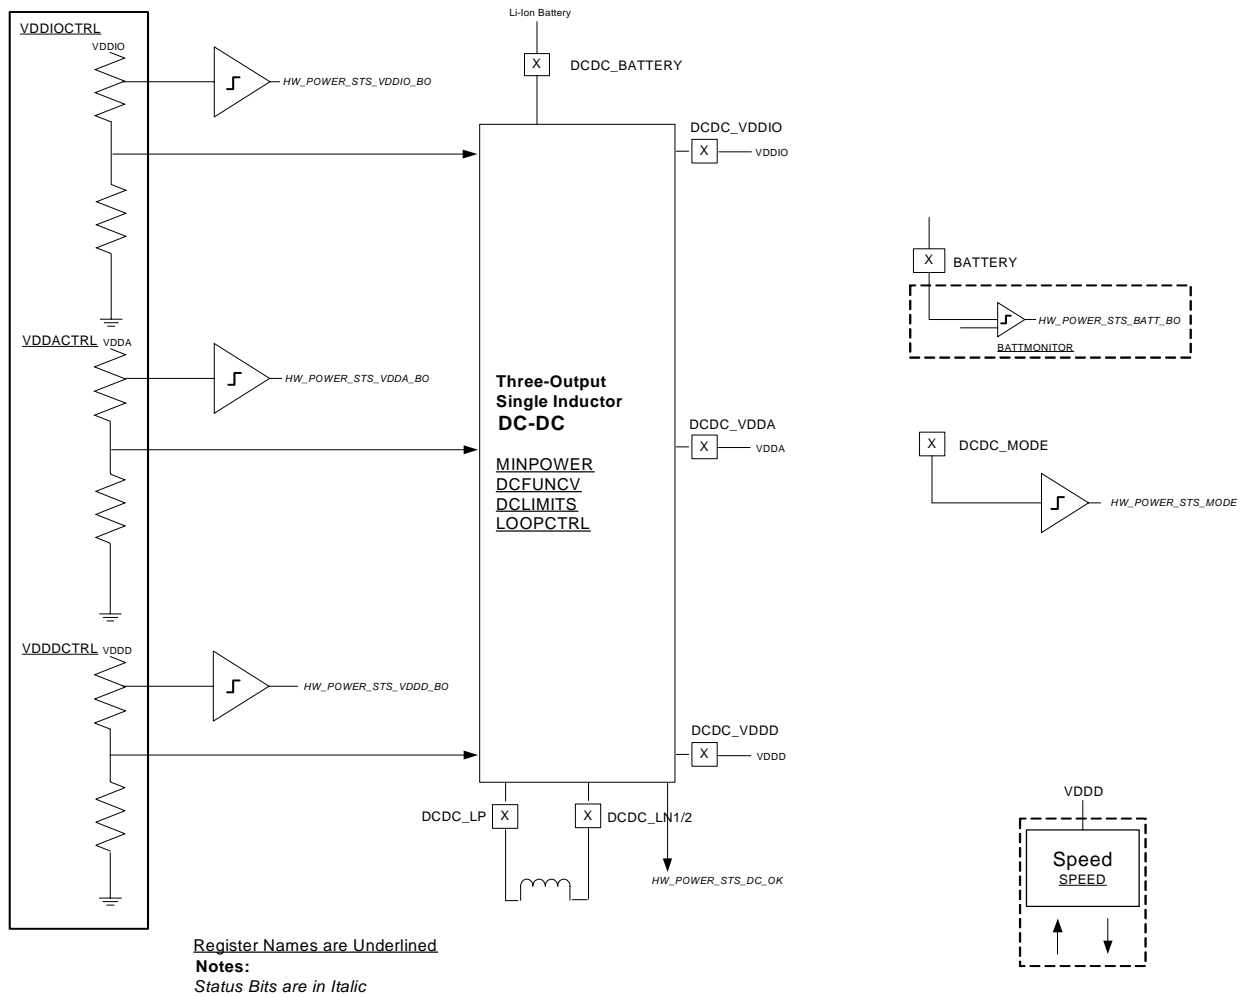 Li-Ion Battery
VDDIOCTRL
VDDIO
HW_POWER_STS_VDDIO_BO
X
DCDC_BATTERY
DCDC_VDDIO
X
VDDIO
X
BATTERY
HW_POWER_STS_BATT_BO
BATTMONITOR
VDDACTRL
VDDA
HW_POWER_STS_VDDA_BO
Three-Output
Single Inductor
DC-DC
MINPOWER
DCFUNCV
DCLIMITS
LOOPCTRL
DCDC_VDDA
X
VDDA
X
DCDC_MODE
HW_POWER_STS_MODE
VDDDCTRL
VDDD
HW_POWER_STS_VDDD_BO
DCDC_VDDD
X
VDDD
DCDC_LP
X
X
DCDC_LN1/2
HW_POWER_STS_DC_OK
VDDD
Speed
SPEED
Register Names are Underlined
Notes:
Status Bits are in Italic